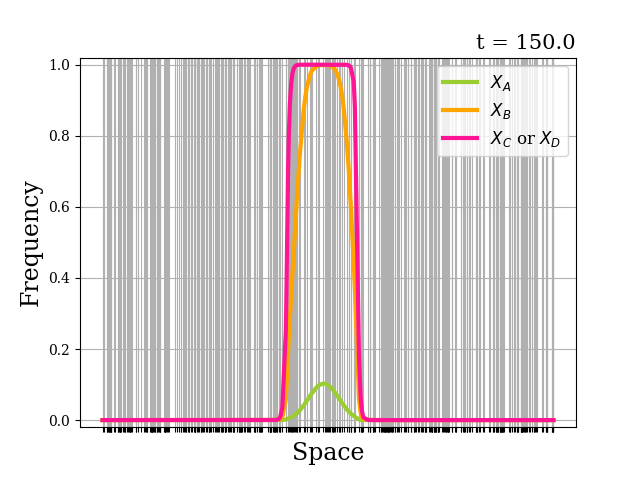 t = 150.0
1.0
0.8
0.6
0.4
0.2
0.0
Frequency
X_A
X_B
X_C or X_D
Space